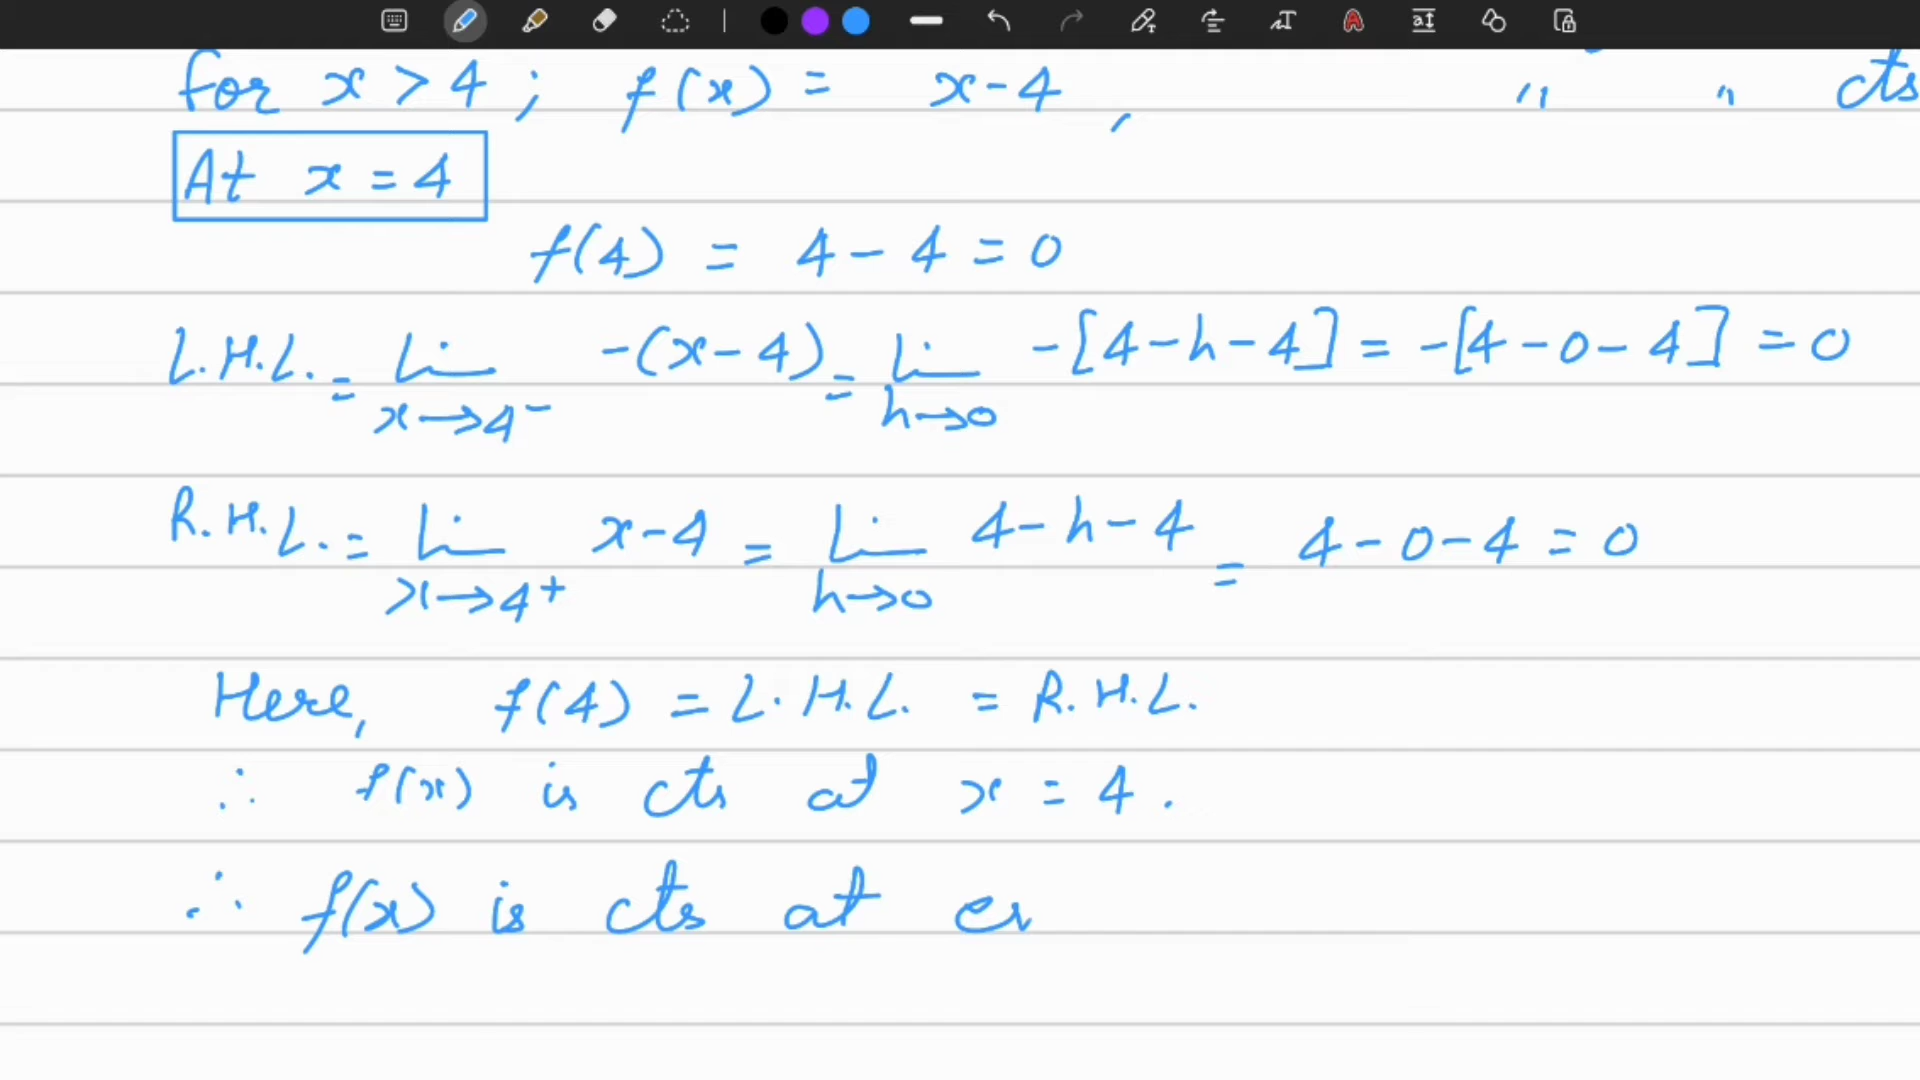 for x > 4 ; f(x) = x-4 , " " cts
At x = 4
f(4) = 4 - 4 = 0
L.H.L. = Lim x→4⁻ -(x-4) = Lim h→0 -[4-h-4] = -[4-0-4] = 0
R.H.L. = Lim x→4⁺ x-4 = Lim h→0 4-h-4 = 4-0-4 = 0
Here, f(4) = L.H.L. = R.H.L.
∴ f(x) is cts at x = 4 .
∴ f(x) is cts at ev